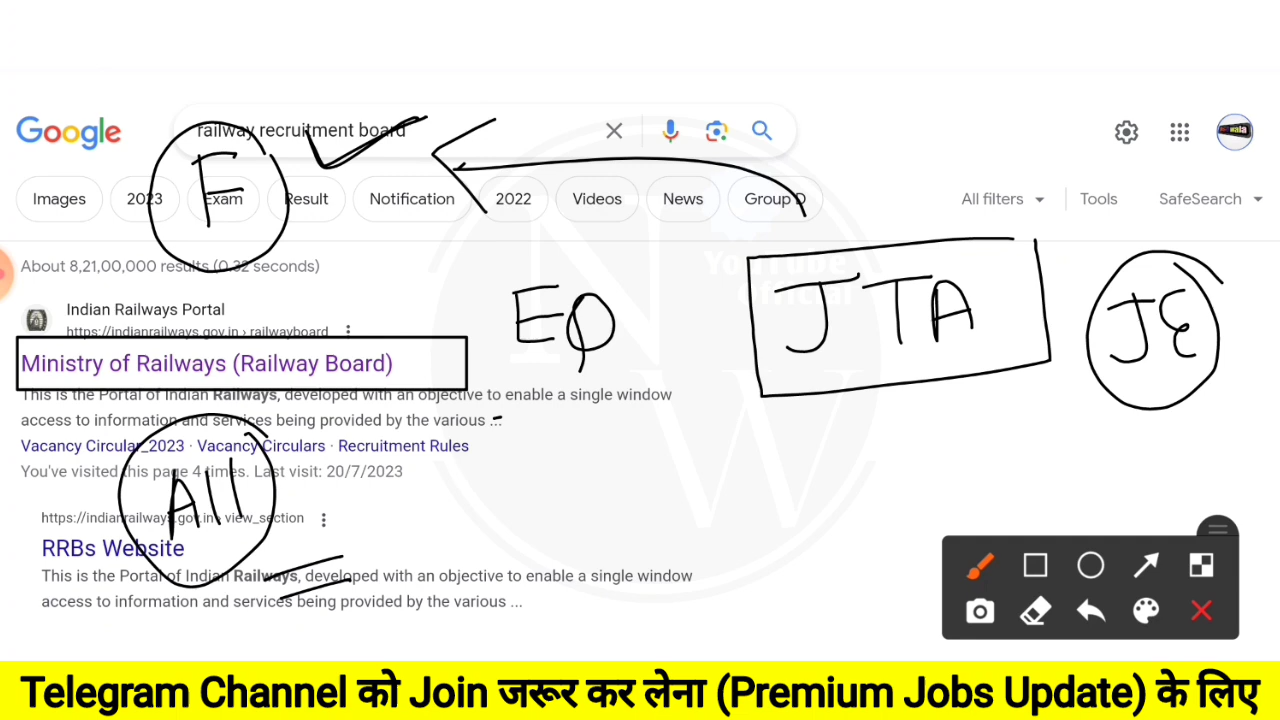 Google
railway recruitment board
Images 2023 Exam Result Notification 2022 Videos News Group D All filters Tools SafeSearch
F
About 8,21,00,000 results (0.32 seconds)
YouTube
Official
Indian Railways Portal
https://indianrailways.gov.in › railwayboard
Ministry of Railways (Railway Board)
EQ
JTA
JE
This is the Portal of Indian Railways, developed with an objective to enable a single window
access to information and services being provided by the various ...
Vacancy Circular_2023 · Vacancy Circulars · Recruitment Rules
You've visited this page 4 times. Last visit: 20/7/2023
All
https://indianrailways.gov.in › view_section
RRBs Website
This is the Portal of Indian Railways, developed with an objective to enable a single window
access to information and services being provided by the various ...
NW
Telegram Channel को Join जरूर कर लेना (Premium Jobs Update) के लिए